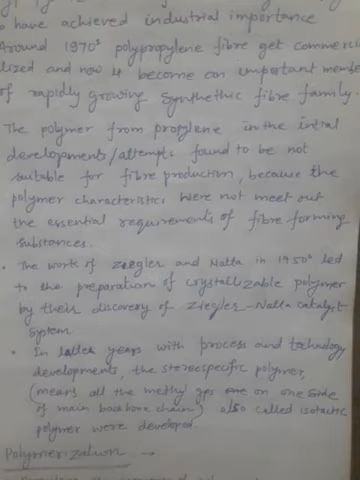 to have achieved industrial importance
Around 1970s polypropylene fibre get commerci
lized and now it become an important membe
of rapidly growing synthethic fibre family.
The polymer from propylene in the intial
developments/attempts found to be not
suitable for fibre production, because the
polymer characteristics were not meet out
the essential requirements of fibre forming
substances.
• The work of Ziegler and Natta in 1950s led
to the preparation of crystallizable polymer
by their discovery of Ziegler-Natta catalyst
system.
• In latter years with process and technology
developments, the stereospecific polymer,
(means all the methyl gps on one side
of main backbone chain) also called isotactic
polymer were developed.
Polymerization →